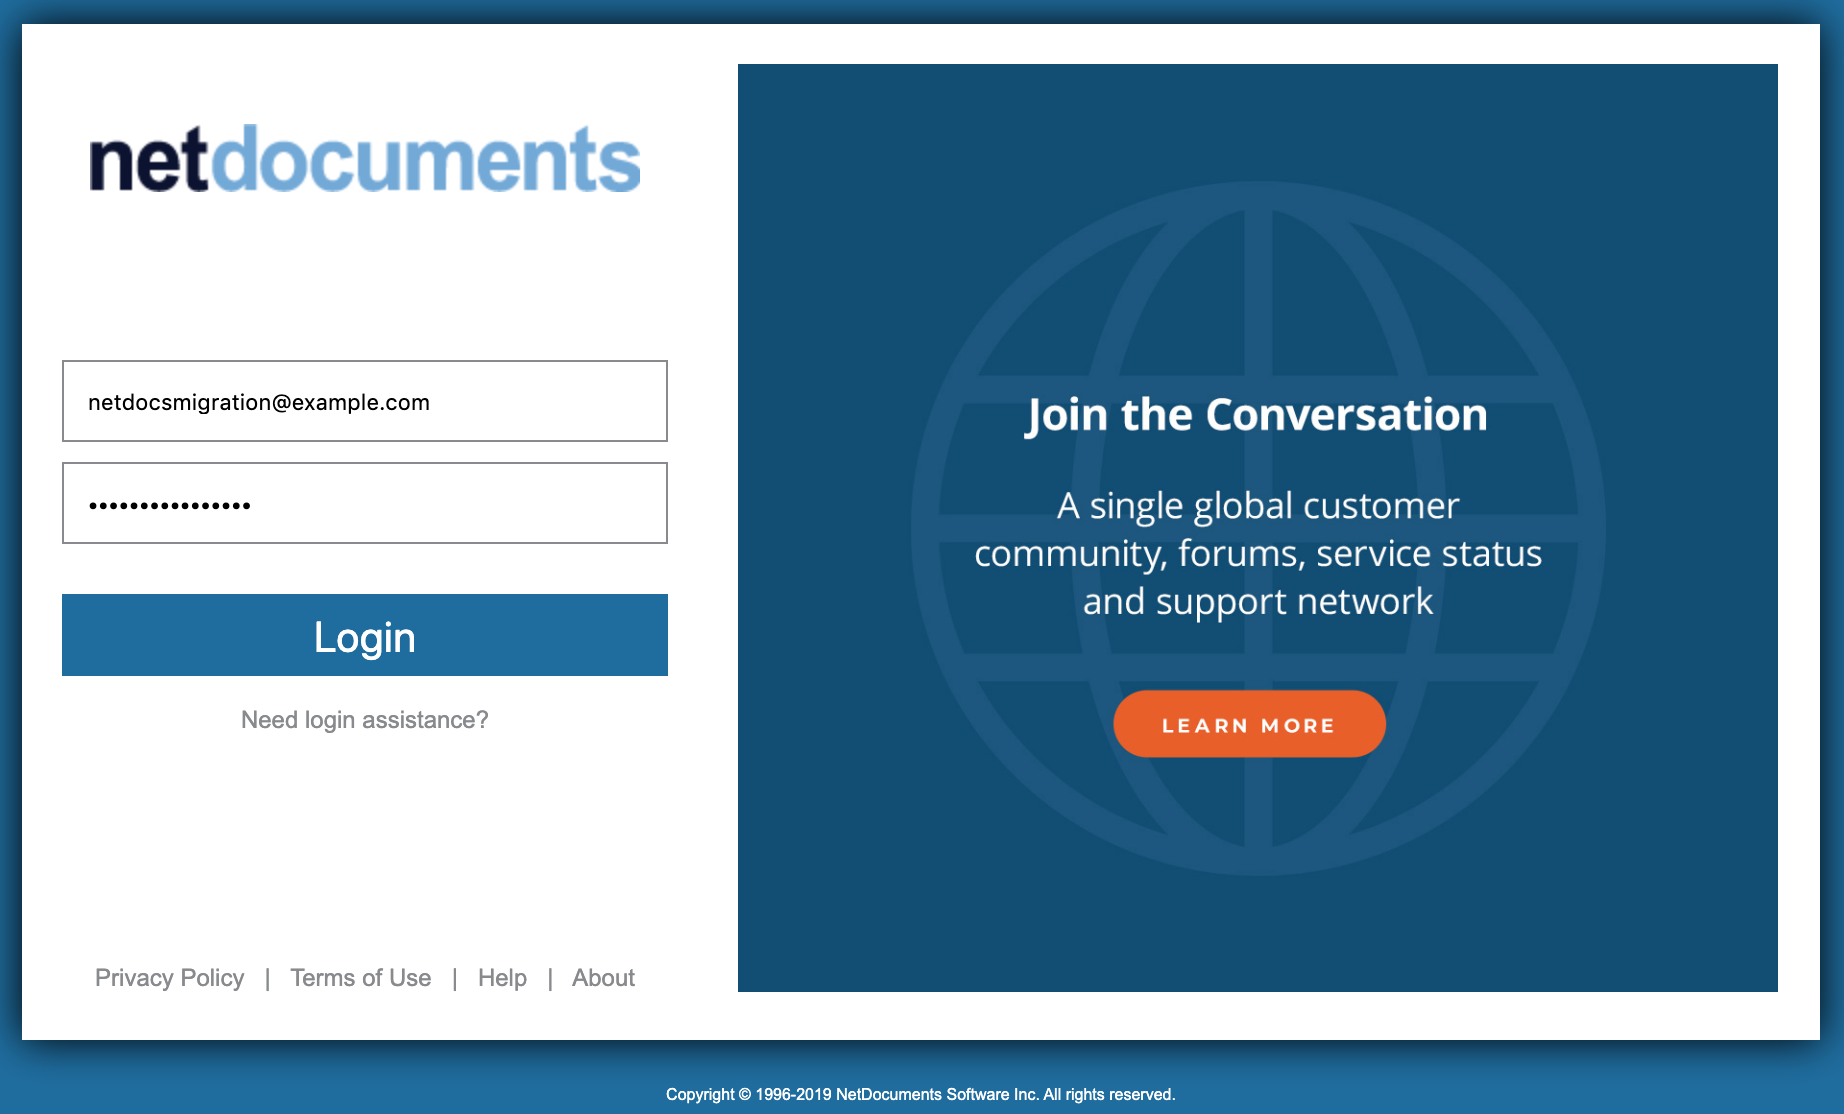 netdocuments
netdocsmigration@example.com
••••••••••••••••
Login
Need login assistance?
Privacy Policy | Terms of Use | Help | About
Join the Conversation
A single global customer
community, forums, service status
and support network
LEARN MORE
Copyright © 1996-2019 NetDocuments Software Inc. All rights reserved.